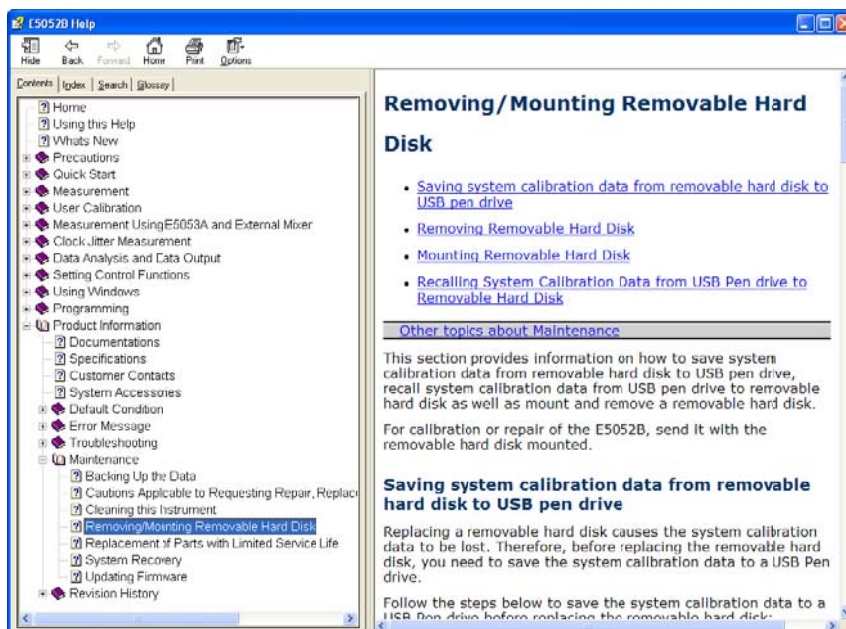 E5052B Help
Hide Back Forward Home Print Options
Contents Index Search Glossary
Home
Using this Help
Whats New
Precautions
Quick Start
Measurement
User Calibration
Measurement UsingE5053A and External Mixer
Clock Jitter Measurement
Data Analysis and Data Output
Setting Control Functions
Using Windows
Programming
Product Information
Documentations
Specifications
Customer Contacts
System Accessories
Default Condition
Error Message
Troubleshooting
Maintenance
Backing Up the Data
Cautions Applicable to Requesting Repair, Replac
Cleaning this Instrument
Removing/Mounting Removable Hard Disk
Replacement of Parts with Limited Service Life
System Recovery
Updating Firmware
Revision History
Removing/Mounting Removable Hard
Disk
Saving system calibration data from removable hard disk to
USB pen drive
Removing Removable Hard Disk
Mounting Removable Hard Disk
Recalling System Calibration Data from USB Pen drive to
Removable Hard Disk
Other topics about Maintenance
This section provides information on how to save system
calibration data from removable hard disk to USB pen drive,
recall system calibration data from USB pen drive to removable
hard disk as well as mount and remove a removable hard disk.
For calibration or repair of the E5052B, send it with the
removable hard disk mounted.
Saving system calibration data from removable
hard disk to USB pen drive
Replacing a removable hard disk causes the system calibration
data to be lost. Therefore, before replacing the removable hard
disk, you need to save the system calibration data to a USB Pen
drive.
Follow the steps below to save the system calibration data to a
USB Pen drive before replacing the removable hard disk: